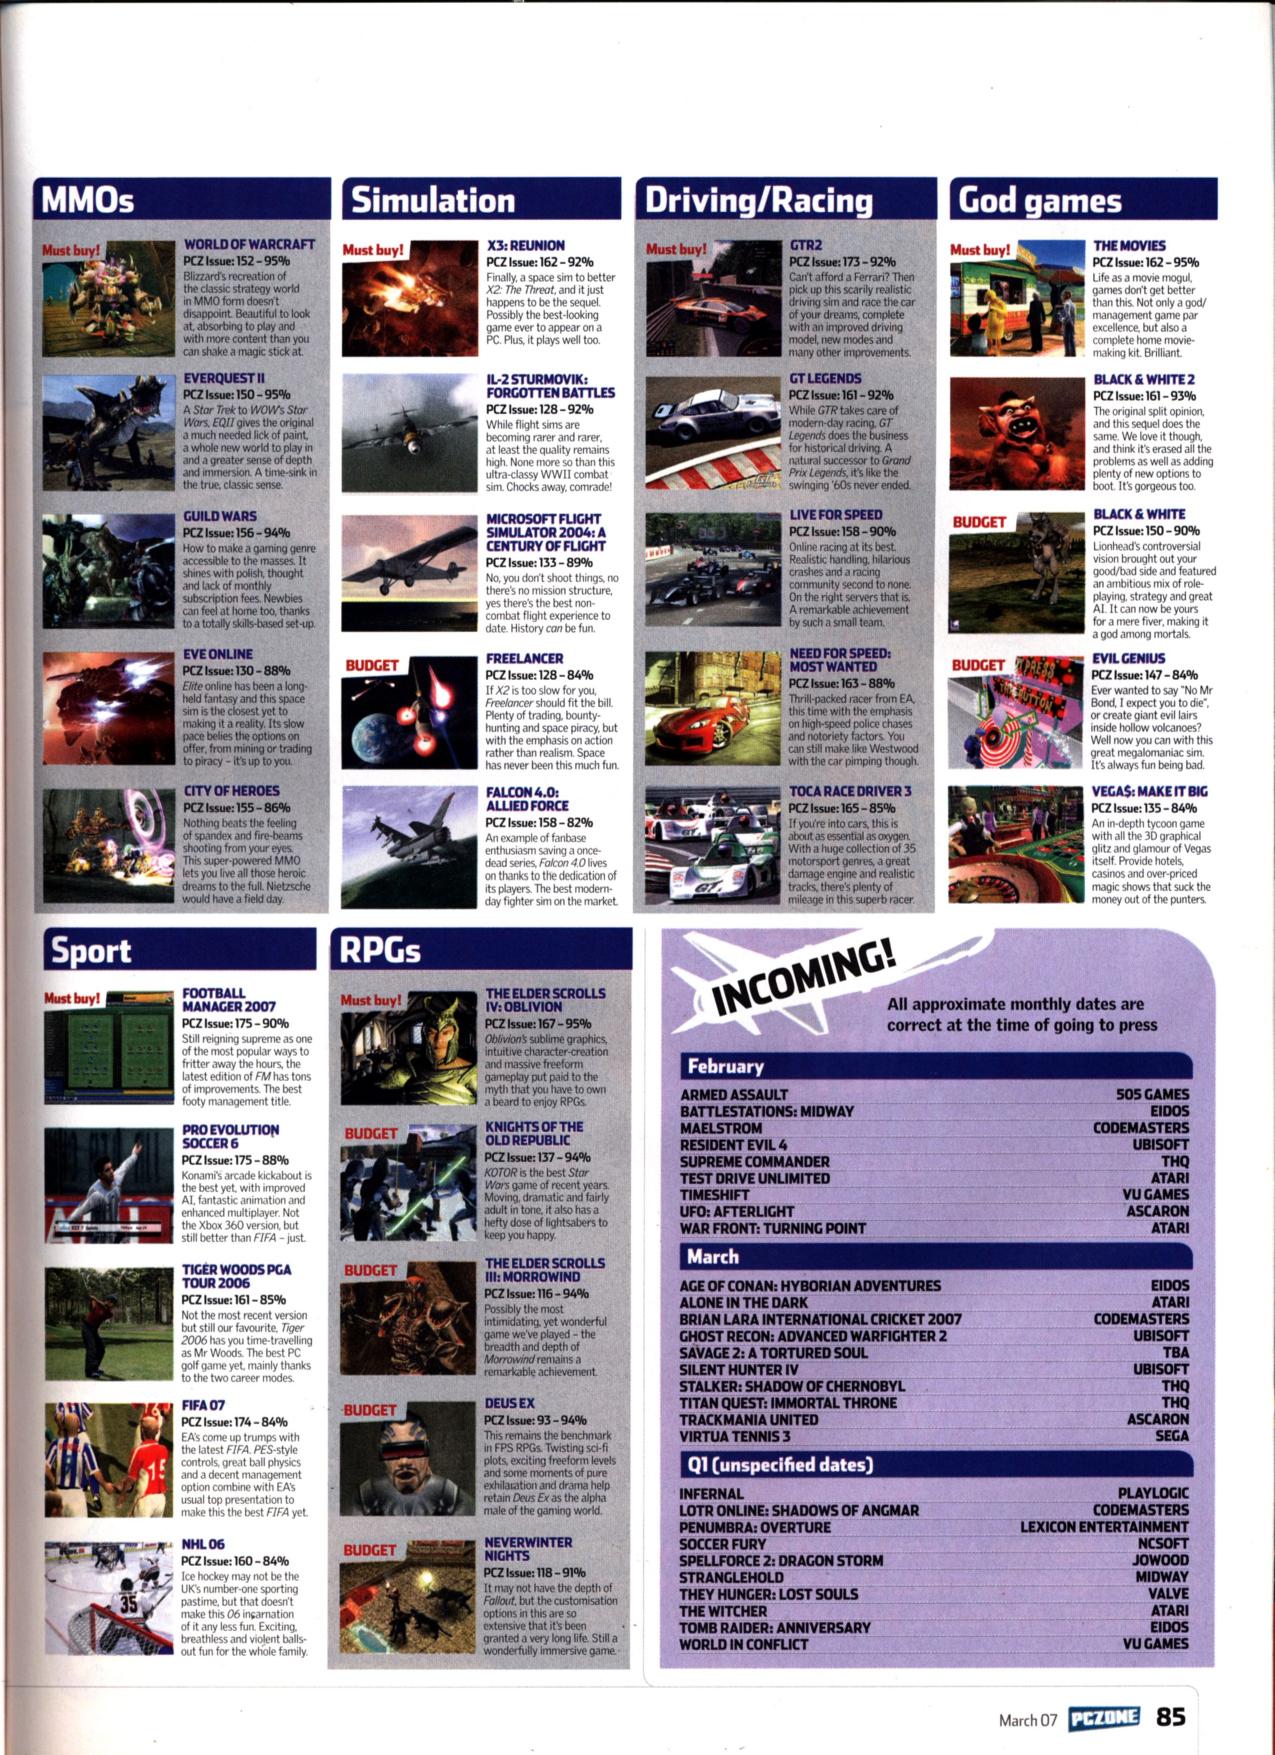 MMOs
Must buy!
WORLD OF WARCRAFT
PCZ Issue: 152 – 95%
Blizzard's recreation of
the classic strategy world
in MMO form doesn't
disappoint. Beautiful to look
at, absorbing to play and
with more content than you
can shake a magic stick at.
EVERQUEST II
PCZ Issue: 150 – 95%
A Star Trek to WOW's Star
Wars, EQII gives the original
a much needed lick of paint,
a whole new world to play in
and a greater sense of depth
and immersion. A time-sink in
the true, classic sense.
GUILD WARS
PCZ Issue: 156 – 94%
How to make a gaming genre
accessible to the masses. It
shines with polish, thought
and lack of monthly
subscription fees. Newbies
can feel at home too, thanks
to a totally skills-based set-up.
EVE ONLINE
PCZ Issue: 130 – 88%
Elite online has been a long-
held fantasy and this space
sim is the closest yet to
making it a reality. Its slow
pace belies the options on
offer, from mining or trading
to piracy – it's up to you.
CITY OF HEROES
PCZ Issue: 155 – 86%
Nothing beats the feeling
of spandex and fire-beams
shooting from your eyes.
This super-powered MMO
lets you live all those heroic
dreams to the full. Nietzsche
would have a field day.
Simulation
Must buy!
X3: REUNION
PCZ Issue: 162 – 92%
Finally, a space sim to better
X2: The Threat, and it just
happens to be the sequel.
Possibly the best-looking
game ever to appear on a
PC. Plus, it plays well too.
IL-2 STURMOVIK:
FORGOTTEN BATTLES
PCZ Issue: 128 – 92%
While flight sims are
becoming rarer and rarer,
at least the quality remains
high. None more so than this
ultra-classy WWII combat
sim. Chocks away, comrade!
MICROSOFT FLIGHT
SIMULATOR 2004: A
CENTURY OF FLIGHT
PCZ Issue: 133 – 89%
No, you don't shoot things, no
there's no mission structure,
yes there's the best non-
combat flight experience to
date. History can be fun.
BUDGET
FREELANCER
PCZ Issue: 128 – 84%
If X2 is too slow for you,
Freelancer should fit the bill.
Plenty of trading, bounty-
hunting and space piracy, but
with the emphasis on action
rather than realism. Space
has never been this much fun.
FALCON 4.0:
ALLIED FORCE
PCZ Issue: 158 – 82%
An example of fanbase
enthusiasm saving a once-
dead series, Falcon 4.0 lives
on thanks to the dedication of
its players. The best modern-
day fighter sim on the market.
Driving/Racing
Must buy!
GTR2
PCZ Issue: 173 – 92%
Can't afford a Ferrari? Then
pick up this scarily realistic
driving sim and race the car
of your dreams, complete
with an improved driving
model, new modes and
many other improvements.
GT LEGENDS
PCZ Issue: 161 – 92%
While GTR takes care of
modern-day racing, GT
Legends does the business
for historical driving. A
natural successor to Grand
Prix Legends, it's like the
swinging '60s never ended.
LIVE FOR SPEED
PCZ Issue: 158 – 90%
Online racing at its best.
Realistic handling, hilarious
crashes and a racing
community second to none.
On the right servers that is.
A remarkable achievement
by such a small team.
NEED FOR SPEED:
MOST WANTED
PCZ Issue: 163 – 88%
Thrill-packed racer from EA,
this time with the emphasis
on high-speed police chases
and notoriety factors. You
can still make like Westwood
with the car pimping though.
TOCA RACE DRIVER 3
PCZ Issue: 165 – 85%
If you're into cars, this is
about as essential as oxygen.
With a huge collection of 35
motorsport genres, a great
damage engine and realistic
tracks, there's plenty of
mileage in this superb racer.
God games
Must buy!
THE MOVIES
PCZ Issue: 162 – 95%
Life as a movie mogul,
games don't get better
than this. Not only a god/
management game par
excellence, but also a
complete home movie-
making kit. Brilliant.
BLACK & WHITE 2
PCZ Issue: 161 – 93%
The original split opinion,
and this sequel does the
same. We love it though,
and think it's erased all the
problems as well as adding
plenty of new options to
boot. It's gorgeous too.
BUDGET
BLACK & WHITE
PCZ Issue: 150 – 90%
Lionhead's controversial
vision brought out your
good/bad side and featured
an ambitious mix of role-
playing, strategy and great
AI. It can now be yours
for a mere fiver, making it
a god among mortals.
BUDGET
EVIL GENIUS
PCZ Issue: 147 – 84%
Ever wanted to say "No Mr
Bond, I expect you to die",
or create giant evil lairs
inside hollow volcanoes?
Well now you can with this
great megalomaniac sim.
It's always fun being bad.
VEGA$: MAKE IT BIG
PCZ Issue: 135 – 84%
An in-depth tycoon game
with all the 3D graphical
glitz and glamour of Vegas
itself. Provide hotels,
casinos and over-priced
magic shows that suck the
money out of the punters.
Sport
Must buy!
FOOTBALL
MANAGER 2007
PCZ Issue: 175 – 90%
Still reigning supreme as one
of the most popular ways to
fritter away the hours, the
latest edition of FM has tons
of improvements. The best
footy management title.
PRO EVOLUTION
SOCCER 6
PCZ Issue: 175 – 88%
Konami's arcade kickabout is
the best yet, with improved
AI, fantastic animation and
enhanced multiplayer. Not
the Xbox 360 version, but
still better than FIFA – just.
TIGER WOODS PGA
TOUR 2006
PCZ Issue: 161 – 85%
Not the most recent version
but still our favourite, Tiger
2006 has you time-travelling
as Mr Woods. The best PC
golf game yet, mainly thanks
to the two career modes.
15
FIFA 07
PCZ Issue: 174 – 84%
EA's come up trumps with
the latest FIFA. PES-style
controls, great ball physics
and a decent management
option combine with EA's
usual top presentation to
make this the best FIFA yet.
35
NHL 06
PCZ Issue: 160 – 84%
Ice hockey may not be the
UK's number-one sporting
pastime, but that doesn't
make this 06 incarnation
of it any less fun. Exciting,
breathless and violent balls-
out fun for the whole family.
RPGs
Must buy!
THE ELDER SCROLLS
IV: OBLIVION
PCZ Issue: 167 – 95%
Oblivion's sublime graphics,
intuitive character-creation
and massive freeform
gameplay put paid to the
myth that you have to own
a beard to enjoy RPGs.
BUDGET
KNIGHTS OF THE
OLD REPUBLIC
PCZ Issue: 137 – 94%
KOTOR is the best Star
Wars game of recent years.
Moving, dramatic and fairly
adult in tone, it also has a
hefty dose of lightsabers to
keep you happy.
BUDGET
THE ELDER SCROLLS
III: MORROWIND
PCZ Issue: 116 – 94%
Possibly the most
intimidating, yet wonderful
game we've played – the
breadth and depth of
Morrowind remains a
remarkable achievement.
BUDGET
DEUS EX
PCZ Issue: 93 – 94%
This remains the benchmark
in FPS RPGs. Twisting sci-fi
plots, exciting freeform levels
and some moments of pure
exhilaration and drama help
retain Deus Ex as the alpha
male of the gaming world.
BUDGET
NEVERWINTER
NIGHTS
PCZ Issue: 118 – 91%
It may not have the depth of
Fallout, but the customisation
options in this are so
extensive that it's been
granted a very long life. Still a
wonderfully immersive game.
INCOMING!
All approximate monthly dates are
correct at the time of going to press
February
ARMED ASSAULT 505 GAMES
BATTLESTATIONS: MIDWAY EIDOS
MAELSTROM CODEMASTERS
RESIDENT EVIL 4 UBISOFT
SUPREME COMMANDER THQ
TEST DRIVE UNLIMITED ATARI
TIMESHIFT VU GAMES
UFO: AFTERLIGHT ASCARON
WAR FRONT: TURNING POINT ATARI
March
AGE OF CONAN: HYBORIAN ADVENTURES EIDOS
ALONE IN THE DARK ATARI
BRIAN LARA INTERNATIONAL CRICKET 2007 CODEMASTERS
GHOST RECON: ADVANCED WARFIGHTER 2 UBISOFT
SAVAGE 2: A TORTURED SOUL TBA
SILENT HUNTER IV UBISOFT
STALKER: SHADOW OF CHERNOBYL THQ
TITAN QUEST: IMMORTAL THRONE THQ
TRACKMANIA UNITED ASCARON
VIRTUA TENNIS 3 SEGA
Q1 (unspecified dates)
INFERNAL PLAYLOGIC
LOTR ONLINE: SHADOWS OF ANGMAR CODEMASTERS
PENUMBRA: OVERTURE LEXICON ENTERTAINMENT
SOCCER FURY NCSOFT
SPELLFORCE 2: DRAGON STORM JOWOOD
STRANGLEHOLD MIDWAY
THEY HUNGER: LOST SOULS VALVE
THE WITCHER ATARI
TOMB RAIDER: ANNIVERSARY EIDOS
WORLD IN CONFLICT VU GAMES
March 07 PCZONE 85